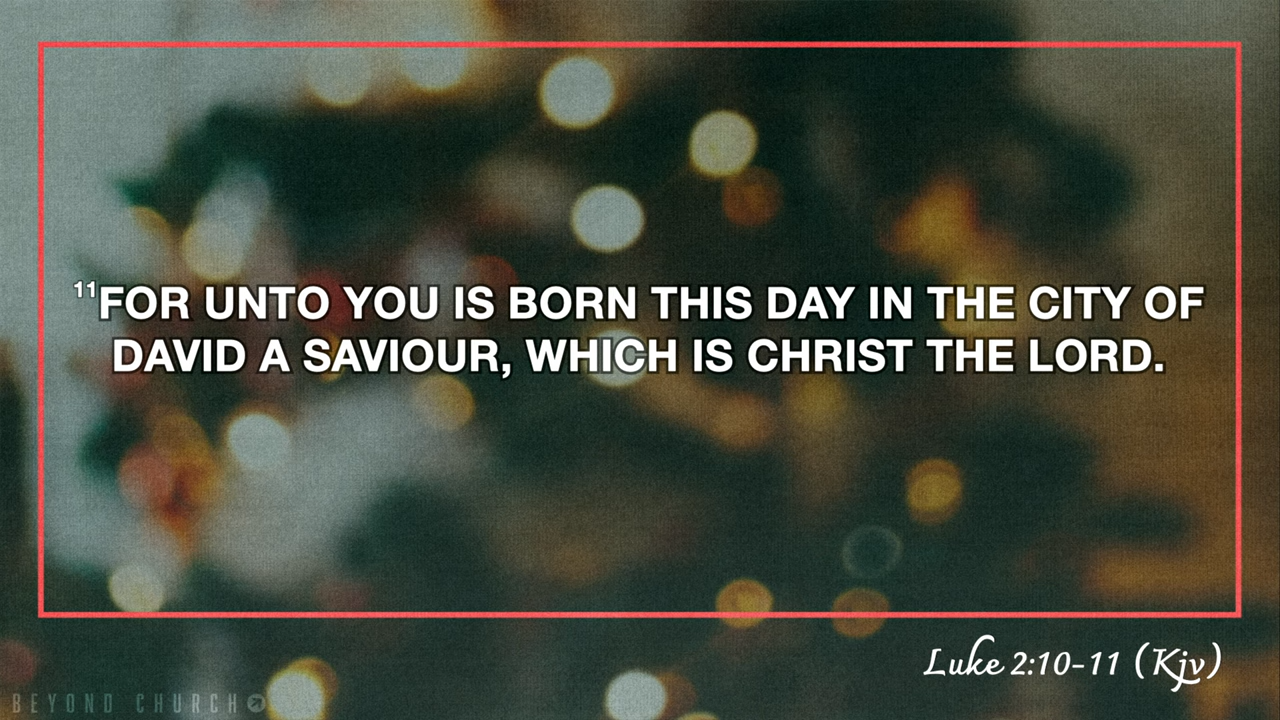 ¹¹FOR UNTO YOU IS BORN THIS DAY IN THE CITY OF
DAVID A SAVIOUR, WHICH IS CHRIST THE LORD.
Luke 2:10-11 (Kjv)
BEYOND CHURCH